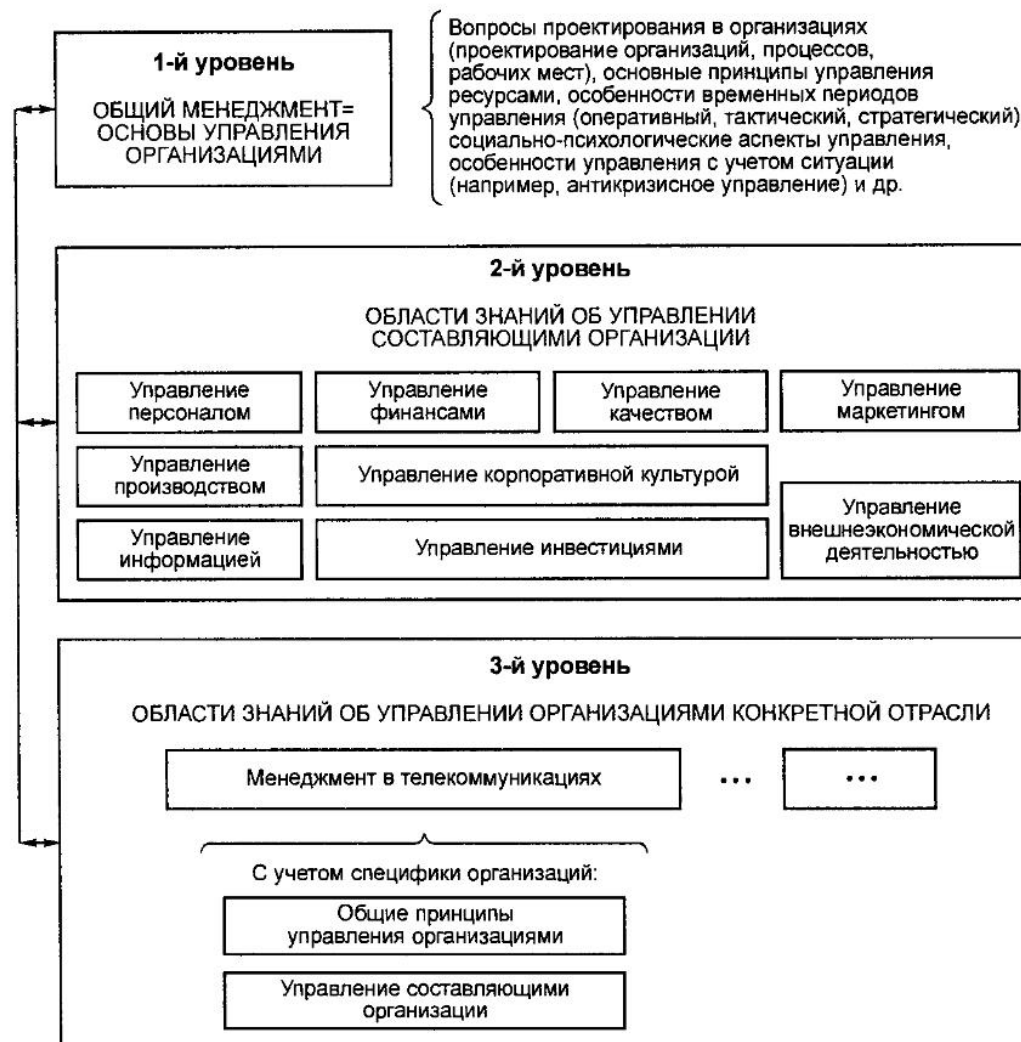 1-й уровень
ОБЩИЙ МЕНЕДЖМЕНТ=
ОСНОВЫ УПРАВЛЕНИЯ
ОРГАНИЗАЦИЯМИ
Вопросы проектирования в организациях
(проектирование организаций, процессов,
рабочих мест), основные принципы управления
ресурсами, особенности временных периодов
управления (оперативный, тактический, стратегический)
социально-психологические аспекты управления,
особенности управления с учетом ситуации
(например, антикризисное управление) и др.
2-й уровень
ОБЛАСТИ ЗНАНИЙ ОБ УПРАВЛЕНИИ
СОСТАВЛЯЮЩИМИ ОРГАНИЗАЦИИ
Управление
персоналом
Управление
финансами
Управление
качеством
Управление
маркетингом
Управление
производством
Управление корпоративной культурой
Управление
информацией
Управление инвестициями
Управление
внешнеэкономической
деятельностью
3-й уровень
ОБЛАСТИ ЗНАНИЙ ОБ УПРАВЛЕНИИ ОРГАНИЗАЦИЯМИ КОНКРЕТНОЙ ОТРАСЛИ
Менеджмент в телекоммуникациях
...
...
С учетом специфики организаций:
Общие принципы
управления организациями
Управление составляющими
организации